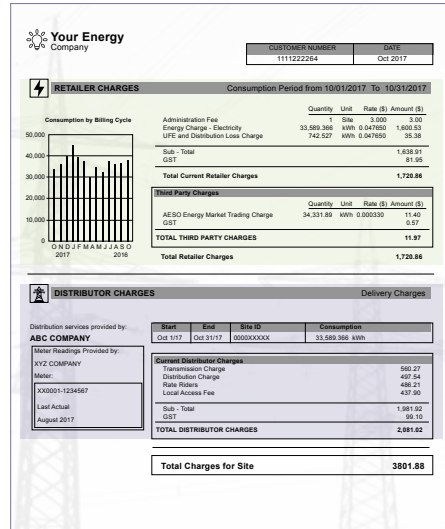 Your Energy
Company
CUSTOMER NUMBER DATE
1111222264 Oct 2017
RETAILER CHARGES Consumption Period from 10/01/2017 To 10/31/2017
Consumption by Billing Cycle
50,000
40,000
30,000
20,000
10,000
0
O N D J F M A M J J A S O
2017 2016
Quantity Unit Rate ($) Amount ($)
Administration Fee 1 Site 3.000 3.00
Energy Charge - Electricity 33,589.366 kWh 0.047650 1,600.53
UFE and Distribution Loss Charge 742.527 kWh 0.047650 35.38
Sub - Total 1,638.91
GST 81.95
Total Current Retailer Charges 1,720.86
Third Party Charges
Quantity Unit Rate ($) Amount ($)
AESO Energy Market Trading Charge 34,331.89 kWh 0.000330 11.40
GST 0.57
TOTAL THIRD PARTY CHARGES 11.97
Total Retailer Charges 1,720.86
DISTRIBUTOR CHARGES Delivery Charges
Distribution services provided by:
ABC COMPANY
Meter Readings Provided by:
XYZ COMPANY
Meter:
XX0001-1234567
Last Actual
August 2017
Start End Site ID Consumption
Oct 1/17 Oct 31/17 0000XXXXX 33,589.366 kWh
Current Distributor Charges
Transmission Charge 560.27
Distribution Charge 497.54
Rate Riders 486.21
Local Access Fee 437.90
Sub - Total 1,981.92
GST 99.10
TOTAL DISTRIBUTOR CHARGES 2,081.02
Total Charges for Site 3801.88